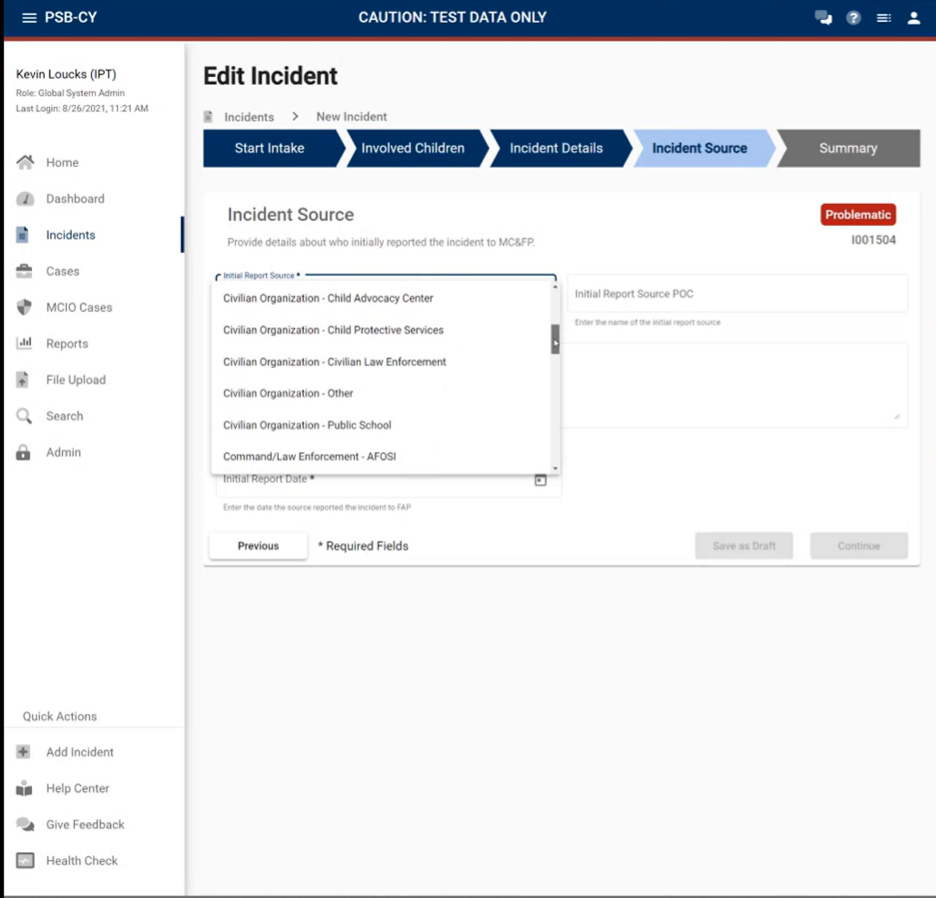 PSB-CY
CAUTION: TEST DATA ONLY
Kevin Loucks (IPT)
Role: Global System Admin
Last Login: 8/26/2021, 11:21 AM
Home
Dashboard
Incidents
Cases
MCIO Cases
Reports
File Upload
Search
Admin
Quick Actions
Add Incident
Help Center
Give Feedback
Health Check
Edit Incident
Incidents > New Incident
Start Intake
Involved Children
Incident Details
Incident Source
Summary
Incident Source
Problematic
Provide details about who initially reported the incident to MC&FP.
I001504
Initial Report Source *
Civilian Organization - Child Advocacy Center
Civilian Organization - Child Protective Services
Civilian Organization - Civilian Law Enforcement
Civilian Organization - Other
Civilian Organization - Public School
Command/Law Enforcement - AFOSI
Initial Report Source POC
Enter the name of the initial report source
Initial Report Date *
Enter the date the source reported the incident to FAP
Previous
* Required Fields
Save as Draft
Continue